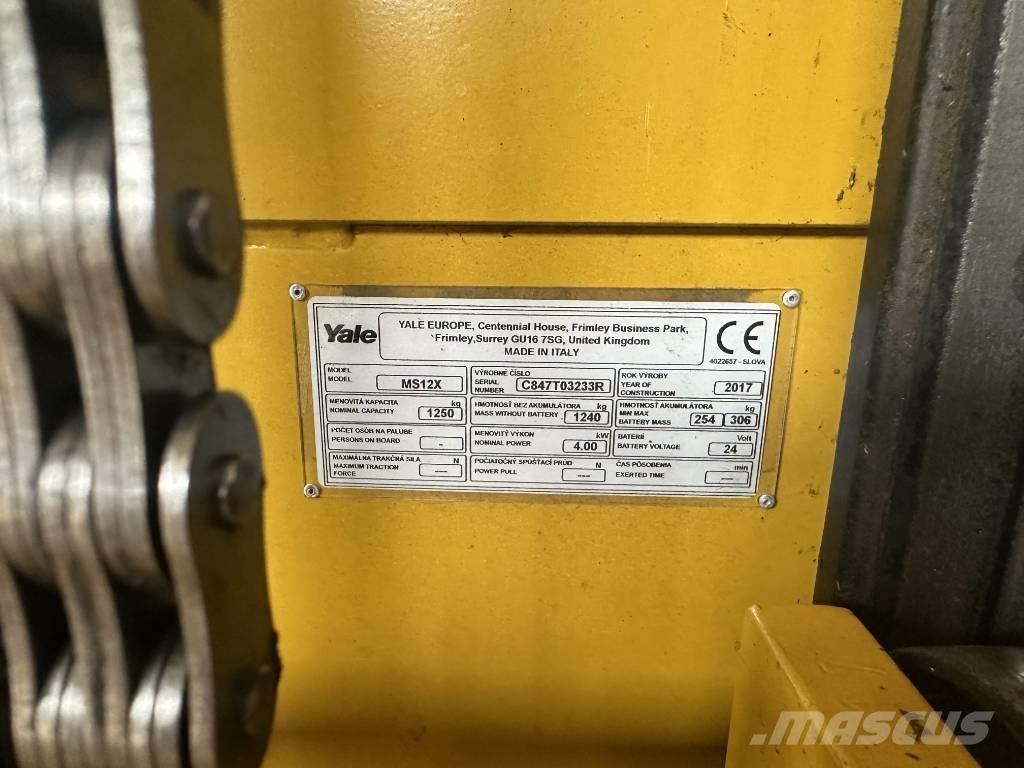 Yale
YALE EUROPE, Centennial House, Frimley Business Park,
Frimley,Surrey GU16 7SG, United Kingdom
MADE IN ITALY
CE
4022657 - SLOVA
MODEL
MODEL
MS12X
VÝROBNÉ ČÍSLO
SERIAL
NUMBER
C847T03233R
ROK VÝROBY
YEAR OF
CONSTRUCTION
2017
MENOVITÁ KAPACITA kg
NOMINAL CAPACITY
1250
HMOTNOSŤ BEZ AKUMULÁTORA kg
MASS WITHOUT BATTERY
1240
HMOTNOSŤ AKUMULÁTORA kg
MIN MAX
BATTERY MASS
254
306
POČET OSÔB NA PALUBE
PERSONS ON BOARD
-
MENOVITÝ VÝKON kW
NOMINAL POWER
4.00
BATÉRIÍ Volt
BATTERY VOLTAGE
24
MAXIMÁLNA TRAKČNÁ SILA N
MAXIMUM TRACTION
FORCE
---
POČIATOČNÝ SPÚŠŤACÍ PRÚD N
POWER PULL
---
ČAS PÔSOBENIA min
EXERTED TIME
---
MASCUS